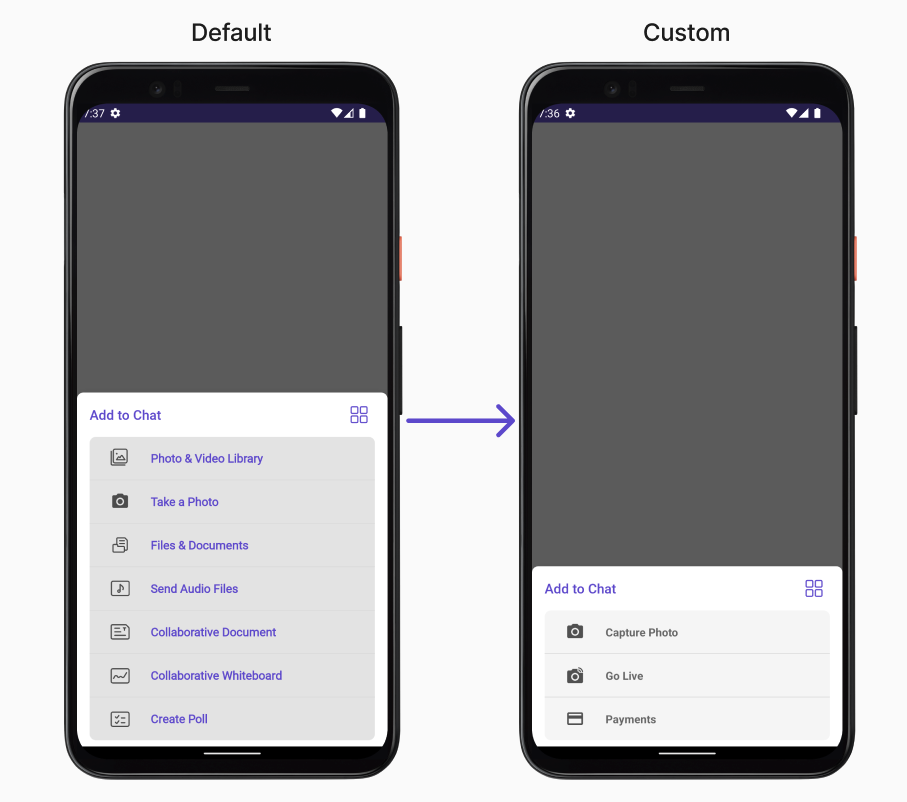 Default
7:37
Add to Chat
Photo & Video Library
Take a Photo
Files & Documents
Send Audio Files
Collaborative Document
Collaborative Whiteboard
Create Poll
Custom
7:36
Add to Chat
Capture Photo
Go Live
Payments